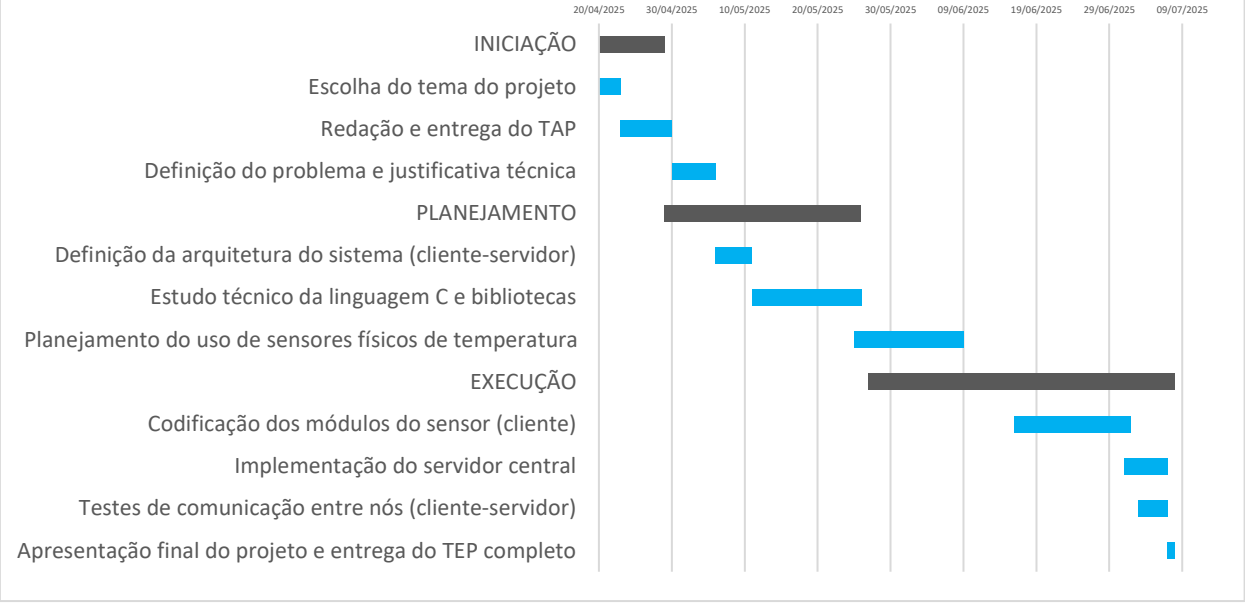 20/04/2025 30/04/2025 10/05/2025 20/05/2025 30/05/2025 09/06/2025 19/06/2025 29/06/2025 09/07/2025
INICIAÇÃO
Escolha do tema do projeto
Redação e entrega do TAP
Definição do problema e justificativa técnica
PLANEJAMENTO
Definição da arquitetura do sistema (cliente-servidor)
Estudo técnico da linguagem C e bibliotecas
Planejamento do uso de sensores físicos de temperatura
EXECUÇÃO
Codificação dos módulos do sensor (cliente)
Implementação do servidor central
Testes de comunicação entre nós (cliente-servidor)
Apresentação final do projeto e entrega do TEP completo